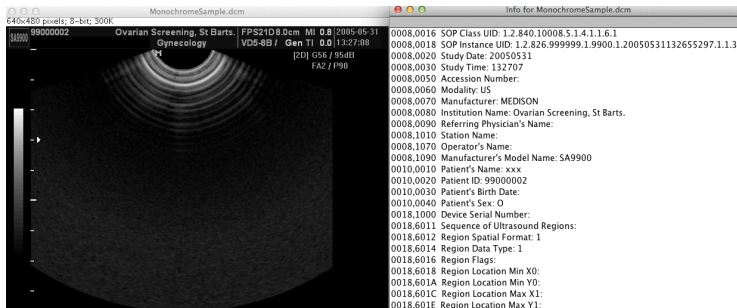 MonochromeSample.dcm
640x480 pixels; 8-bit; 300K
SA9900
99000002 Ovarian Screening, St Barts. FPS21D8.0cm MI 0.8 2005-05-31
Gynecology VD5-8B / Gen TI 0.0 13:27:08
M
[2D] G56 / 95dB
FA2 / P90
Info for MonochromeSample.dcm
0008,0016 SOP Class UID: 1.2.840.10008.5.1.4.1.1.6.1
0008,0018 SOP Instance UID: 1.2.826.999999.1.9900.1.20050531132655297.1.1.3
0008,0020 Study Date: 20050531
0008,0030 Study Time: 132707
0008,0050 Accession Number:
0008,0060 Modality: US
0008,0070 Manufacturer: MEDISON
0008,0080 Institution Name: Ovarian Screening, St Barts.
0008,0090 Referring Physician's Name:
0008,1010 Station Name:
0008,1070 Operator's Name:
0008,1090 Manufacturer's Model Name: SA9900
0010,0010 Patient's Name: xxx
0010,0020 Patient ID: 99000002
0010,0030 Patient's Birth Date:
0010,0040 Patient's Sex: O
0018,1000 Device Serial Number:
0018,6011 Sequence of Ultrasound Regions:
0018,6012 Region Spatial Format: 1
0018,6014 Region Data Type: 1
0018,6016 Region Flags:
0018,6018 Region Location Min X0:
0018,601A Region Location Min Y0:
0018,601C Region Location Max X1:
0018,601E Region Location Max Y1: